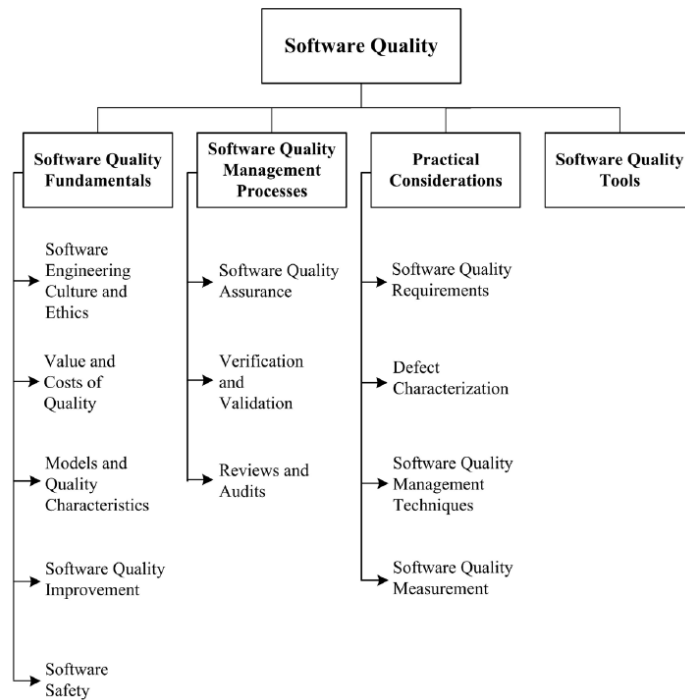 Software Quality
Software Quality
Fundamentals
Software
Engineering
Culture and
Ethics
Value and
Costs of
Quality
Models and
Quality
Characteristics
Software Quality
Improvement
Software
Safety
Software Quality
Management
Processes
Software Quality
Assurance
Verification
and
Validation
Reviews and
Audits
Practical
Considerations
Software Quality
Requirements
Defect
Characterization
Software Quality
Management
Techniques
Software Quality
Measurement
Software Quality
Tools